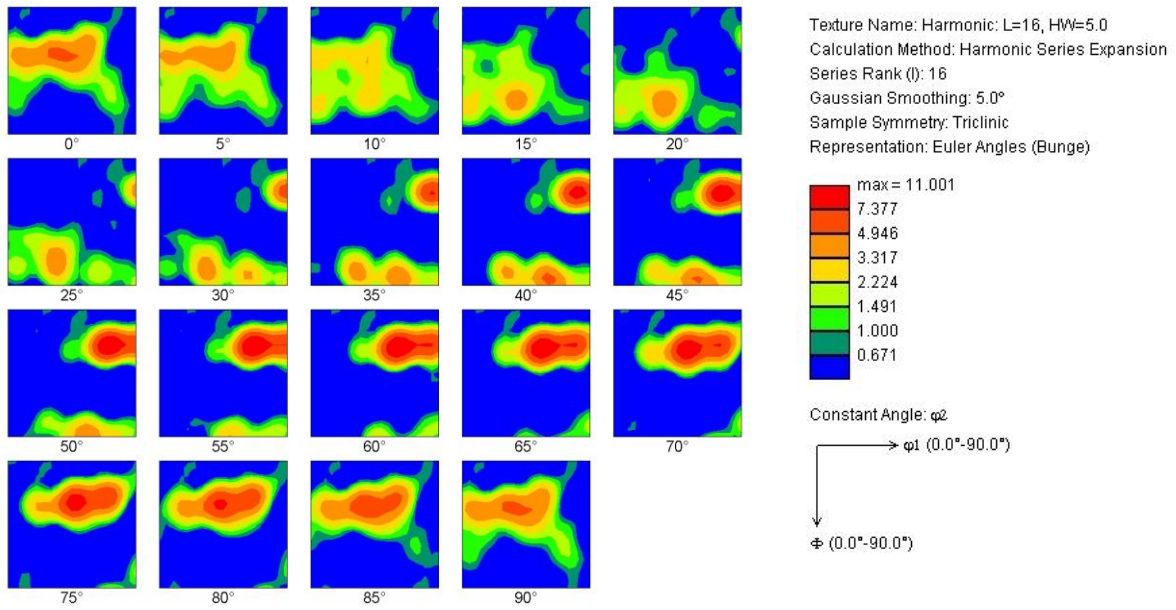 Texture Name: Harmonic: L=16, HW=5.0
Calculation Method: Harmonic Series Expansion
Series Rank (l): 16
Gaussian Smoothing: 5.0°
Sample Symmetry: Triclinic
Representation: Euler Angles (Bunge)
0° 5° 10° 15° 20°
25° 30° 35° 40° 45°
50° 55° 60° 65° 70°
75° 80° 85° 90°
max = 11.001
7.377
4.946
3.317
2.224
1.491
1.000
0.671
Constant Angle: φ2
φ1 (0.0°-90.0°)
Φ (0.0°-90.0°)